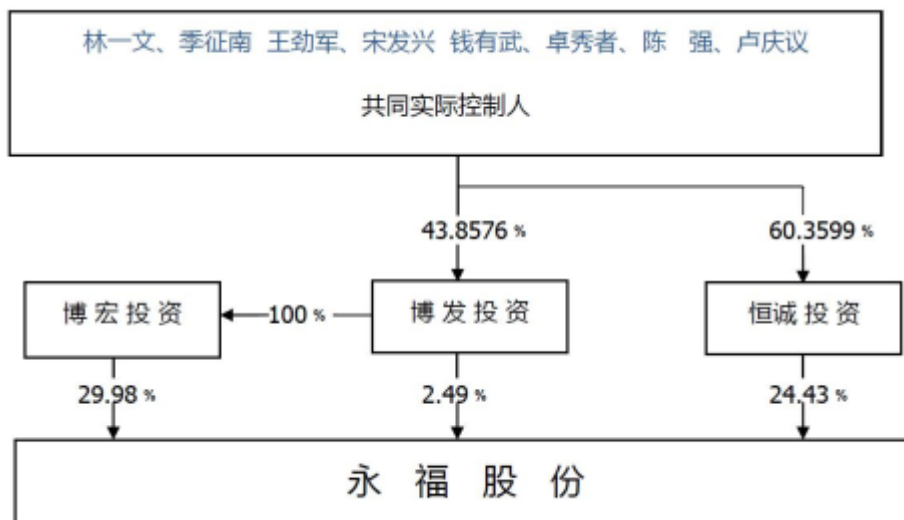 林一文、季征南 王劲军、宋发兴 钱有武、卓秀者、陈 强、卢庆议
共同实际控制人
43.8576 %
60.3599 %
博 宏 投 资
100 %
博 发 投 资
恒诚 投 资
29.98 %
2.49 %
24.43 %
永 福 股 份